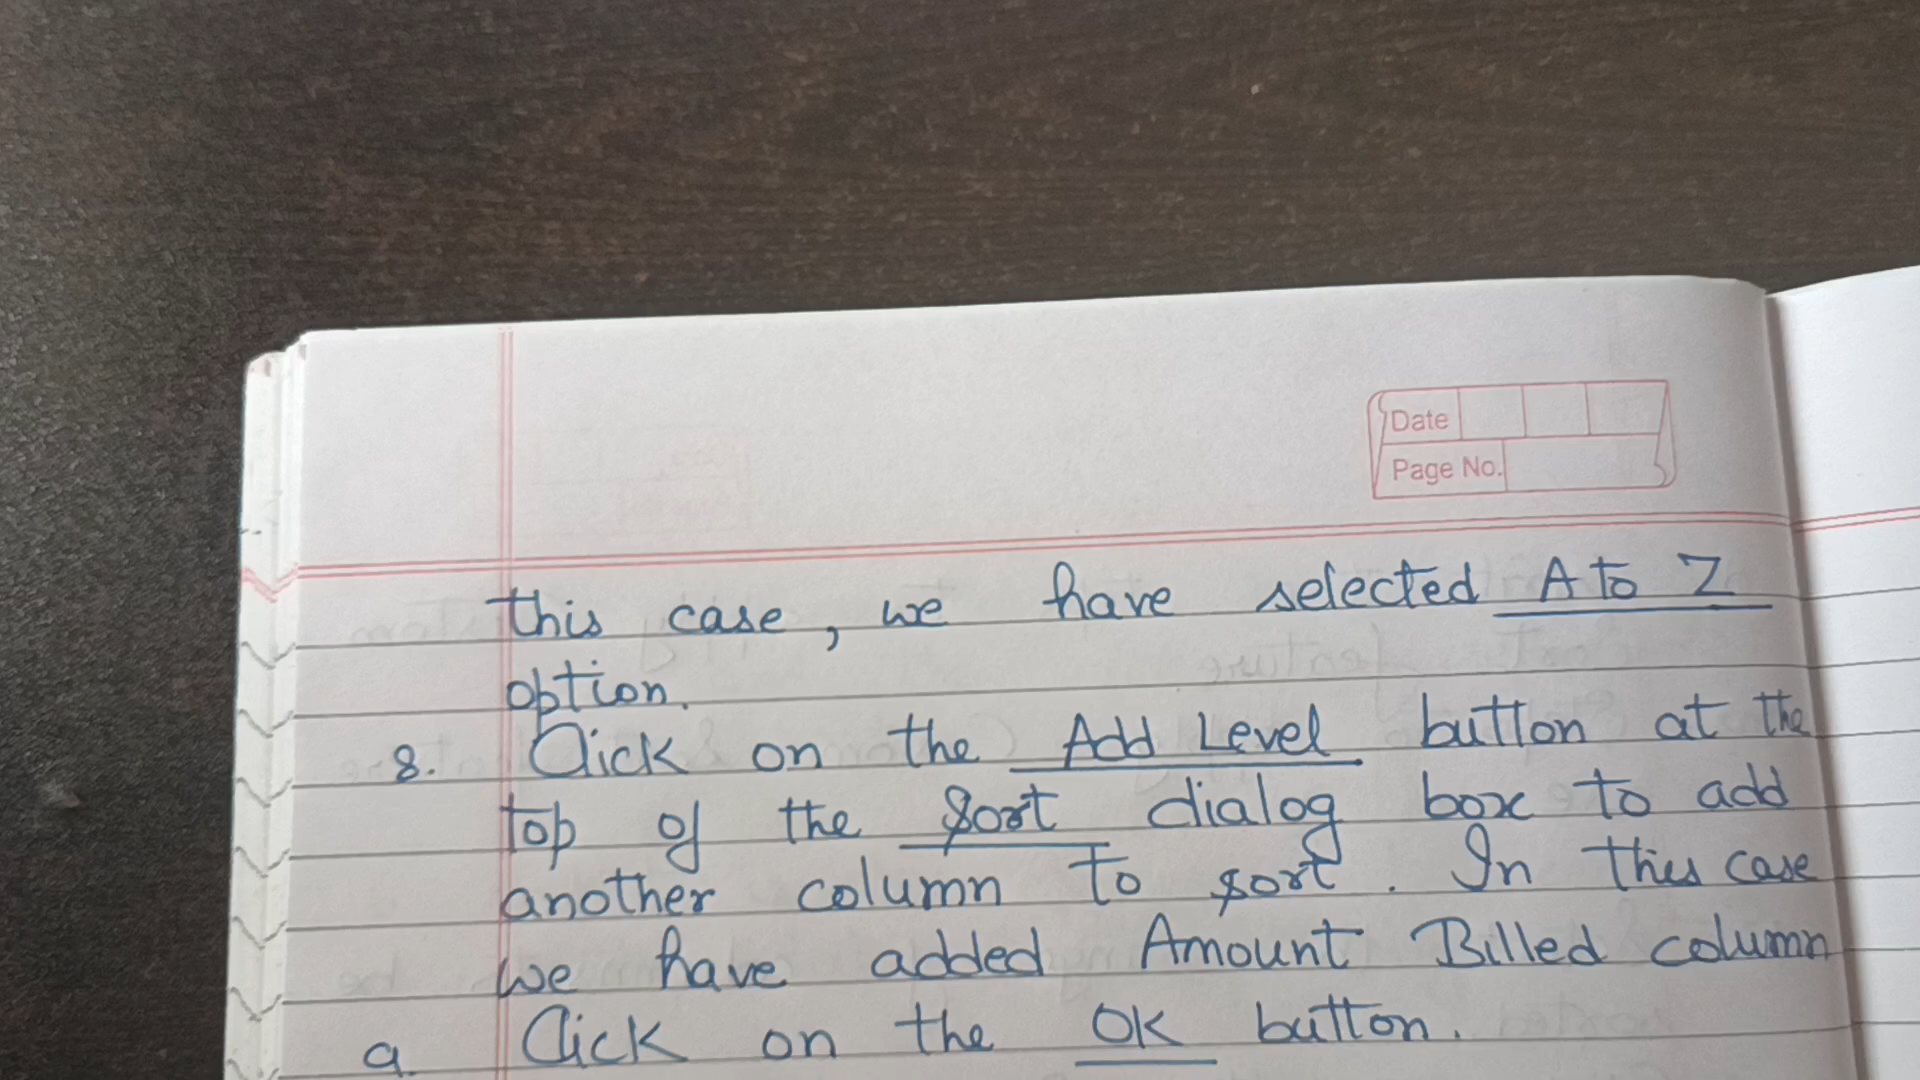 Date
Page No.
this case, we have selected A to Z
option.
8. Click on the Add Level button at the
top of the Sort dialog box to add
another column to sort. In this case
we have added Amount Billed column
9. Click on the OK button.